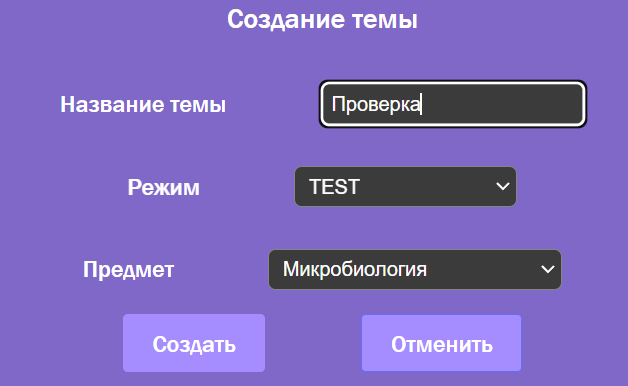 Создание темы
Название темы Проверка
Режим TEST
Предмет Микробиология
Создать Отменить